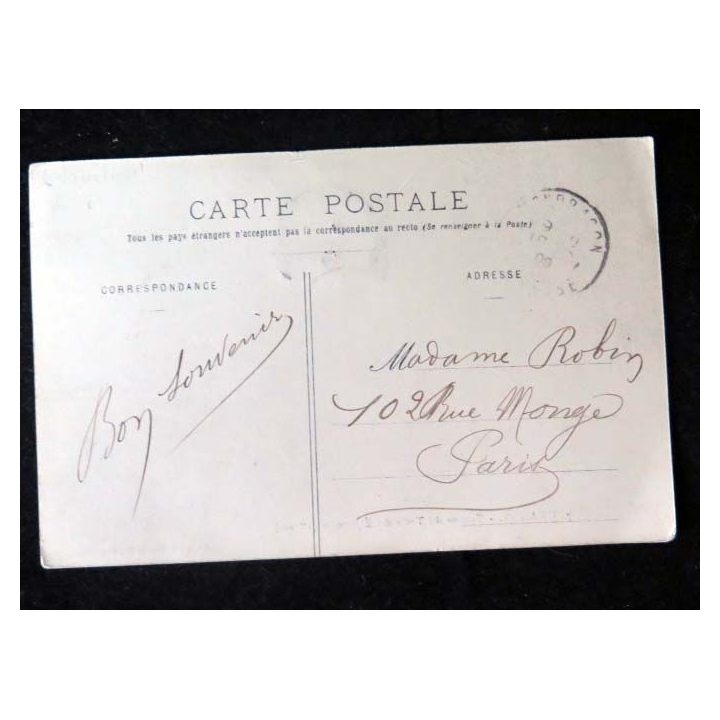 CARTE POSTALE
Tous les pays étrangers n'acceptent pas la correspondance au recto (Se renseigner à la Poste)
CORRESPONDANCE
ADRESSE
Bon souvenir
Madame Robin
102 Rue Monge
Paris